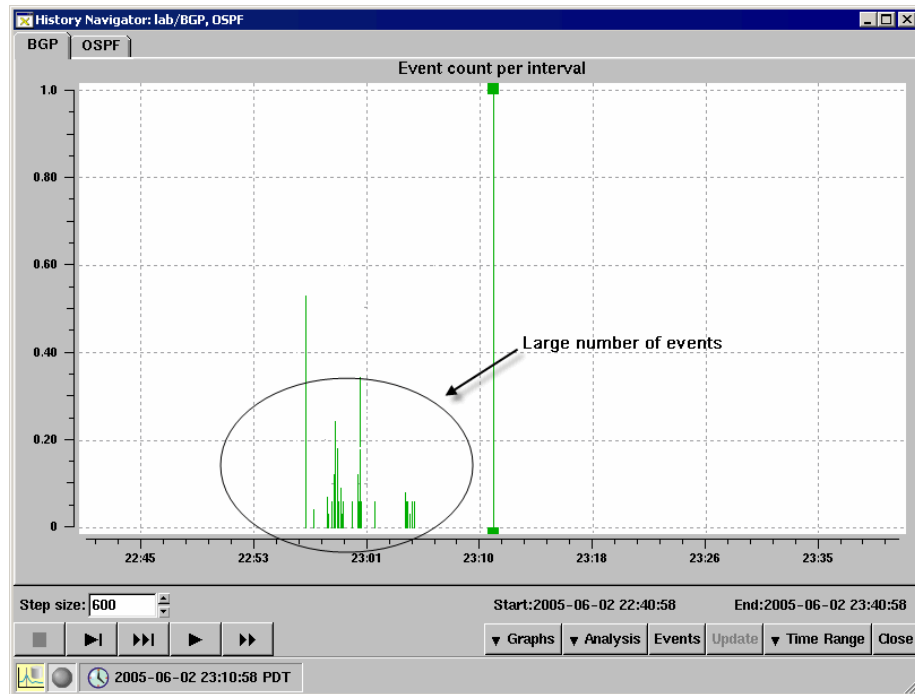 History Navigator: lab/BGP, OSPF
BGP OSPF
Event count per interval
1.0
0.80
0.60
0.40
0.20
0
Large number of events
22:45 22:53 23:01 23:10 23:18 23:26 23:35
Step size: 600 Start:2005-06-02 22:40:58 End:2005-06-02 23:40:58
Graphs Analysis Events Update Time Range Close
2005-06-02 23:10:58 PDT